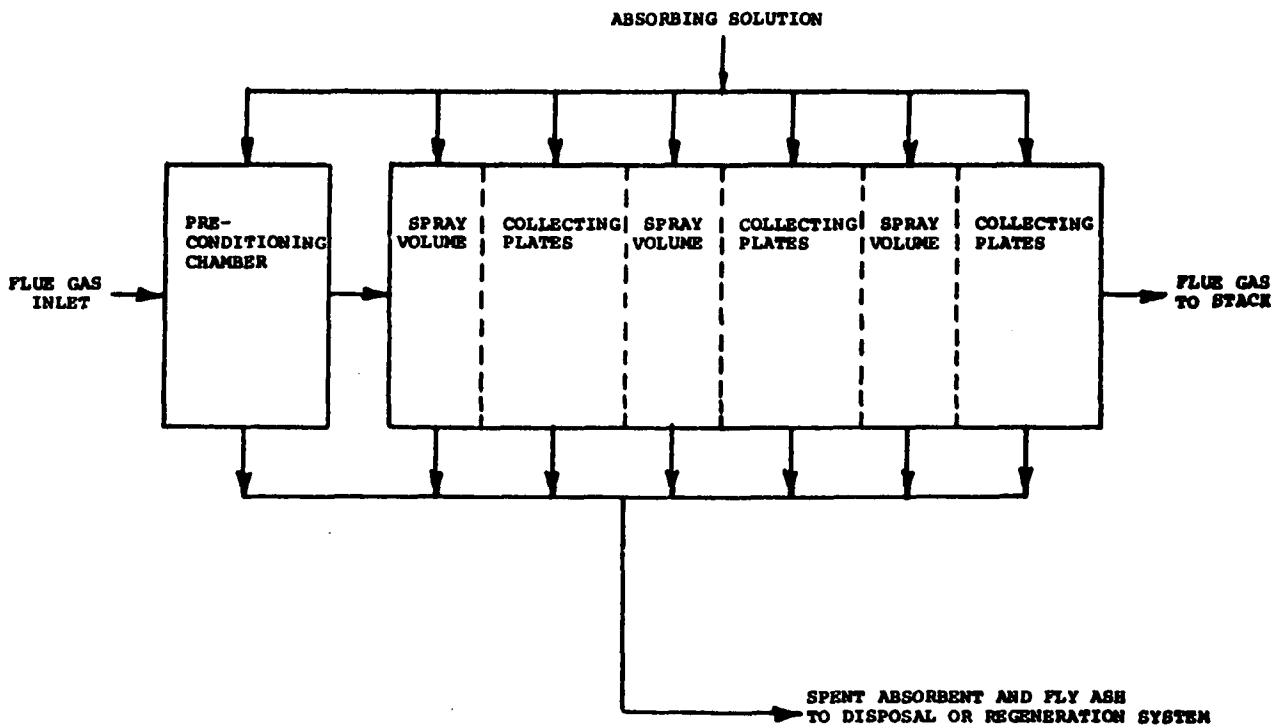 ABSORBING SOLUTION
PRE-
CONDITIONING
CHAMBER
SPRAY
VOLUME
COLLECTING
PLATES
SPRAY
VOLUME
COLLECTING
PLATES
SPRAY
VOLUME
COLLECTING
PLATES
FLUE GAS
INLET
FLUE GAS
TO STACK
SPENT ABSORBENT AND FLY ASH
TO DISPOSAL OR REGENERATION SYSTEM